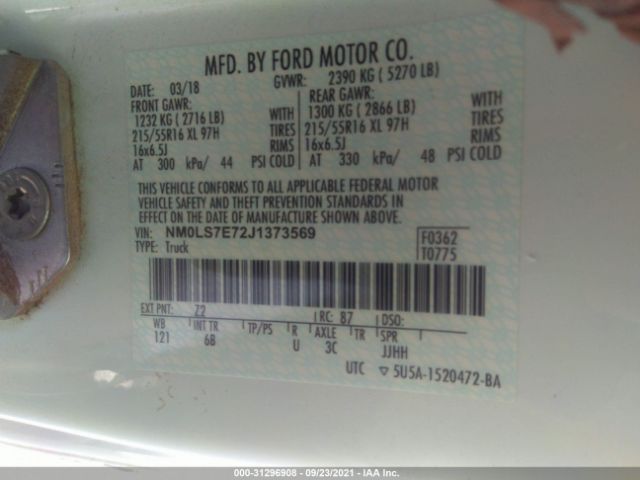 MFD. BY FORD MOTOR CO.
DATE: 03/18 GVWR: 2390 KG ( 5270 LB)
FRONT GAWR: REAR GAWR:
1232 KG ( 2716 LB) WITH 1300 KG ( 2866 LB) WITH
215/55R16 XL 97H TIRES 215/55R16 XL 97H TIRES
16x6.5J RIMS 16x6.5J RIMS
AT 300 kPa/ 44 PSI COLD AT 330 kPa/ 48 PSI COLD
THIS VEHICLE CONFORMS TO ALL APPLICABLE FEDERAL MOTOR
VEHICLE SAFETY AND THEFT PREVENTION STANDARDS IN
EFFECT ON THE DATE OF MANUFACTURE SHOWN ABOVE.
VIN: NM0LS7E72J1373569 F0362
TYPE: Truck T0775
EXT PNT: Z2 RC: 87 DSO:
WB INT TR TP/PS R AXLE TR SPR
121 6B U 3C JJHH
UTC ▽ 5U5A-1520472-BA
000-31296908 - 09/23/2021 - IAA Inc.